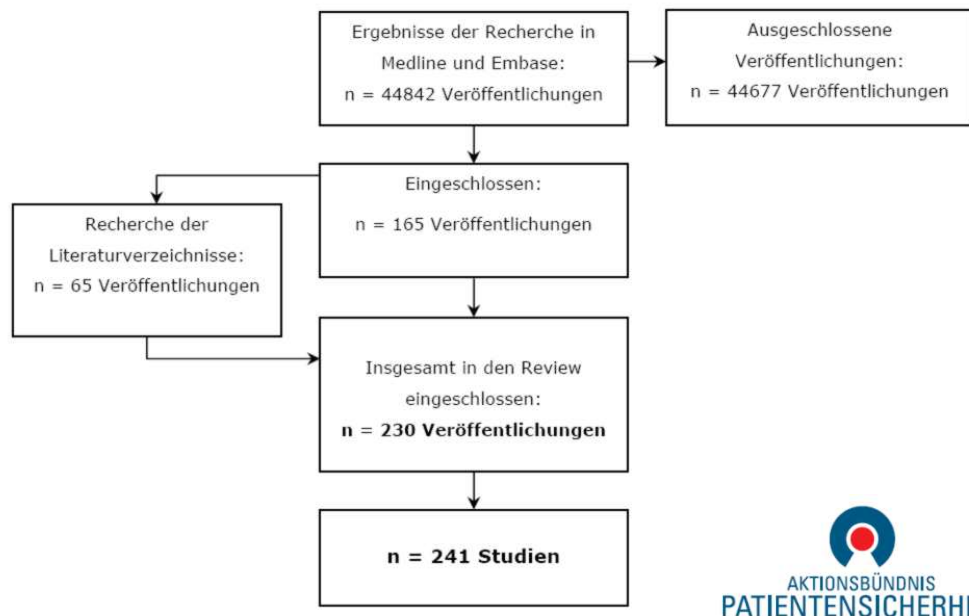 Ergebnisse der Recherche in
Medline und Embase:
n = 44842 Veröffentlichungen
Ausgeschlossene
Veröffentlichungen:
n = 44677 Veröffentlichungen
Eingeschlossen:
n = 165 Veröffentlichungen
Recherche der
Literaturverzeichnisse:
n = 65 Veröffentlichungen
Insgesamt in den Review
eingeschlossen:
n = 230 Veröffentlichungen
n = 241 Studien
AKTIONSBÜNDNIS